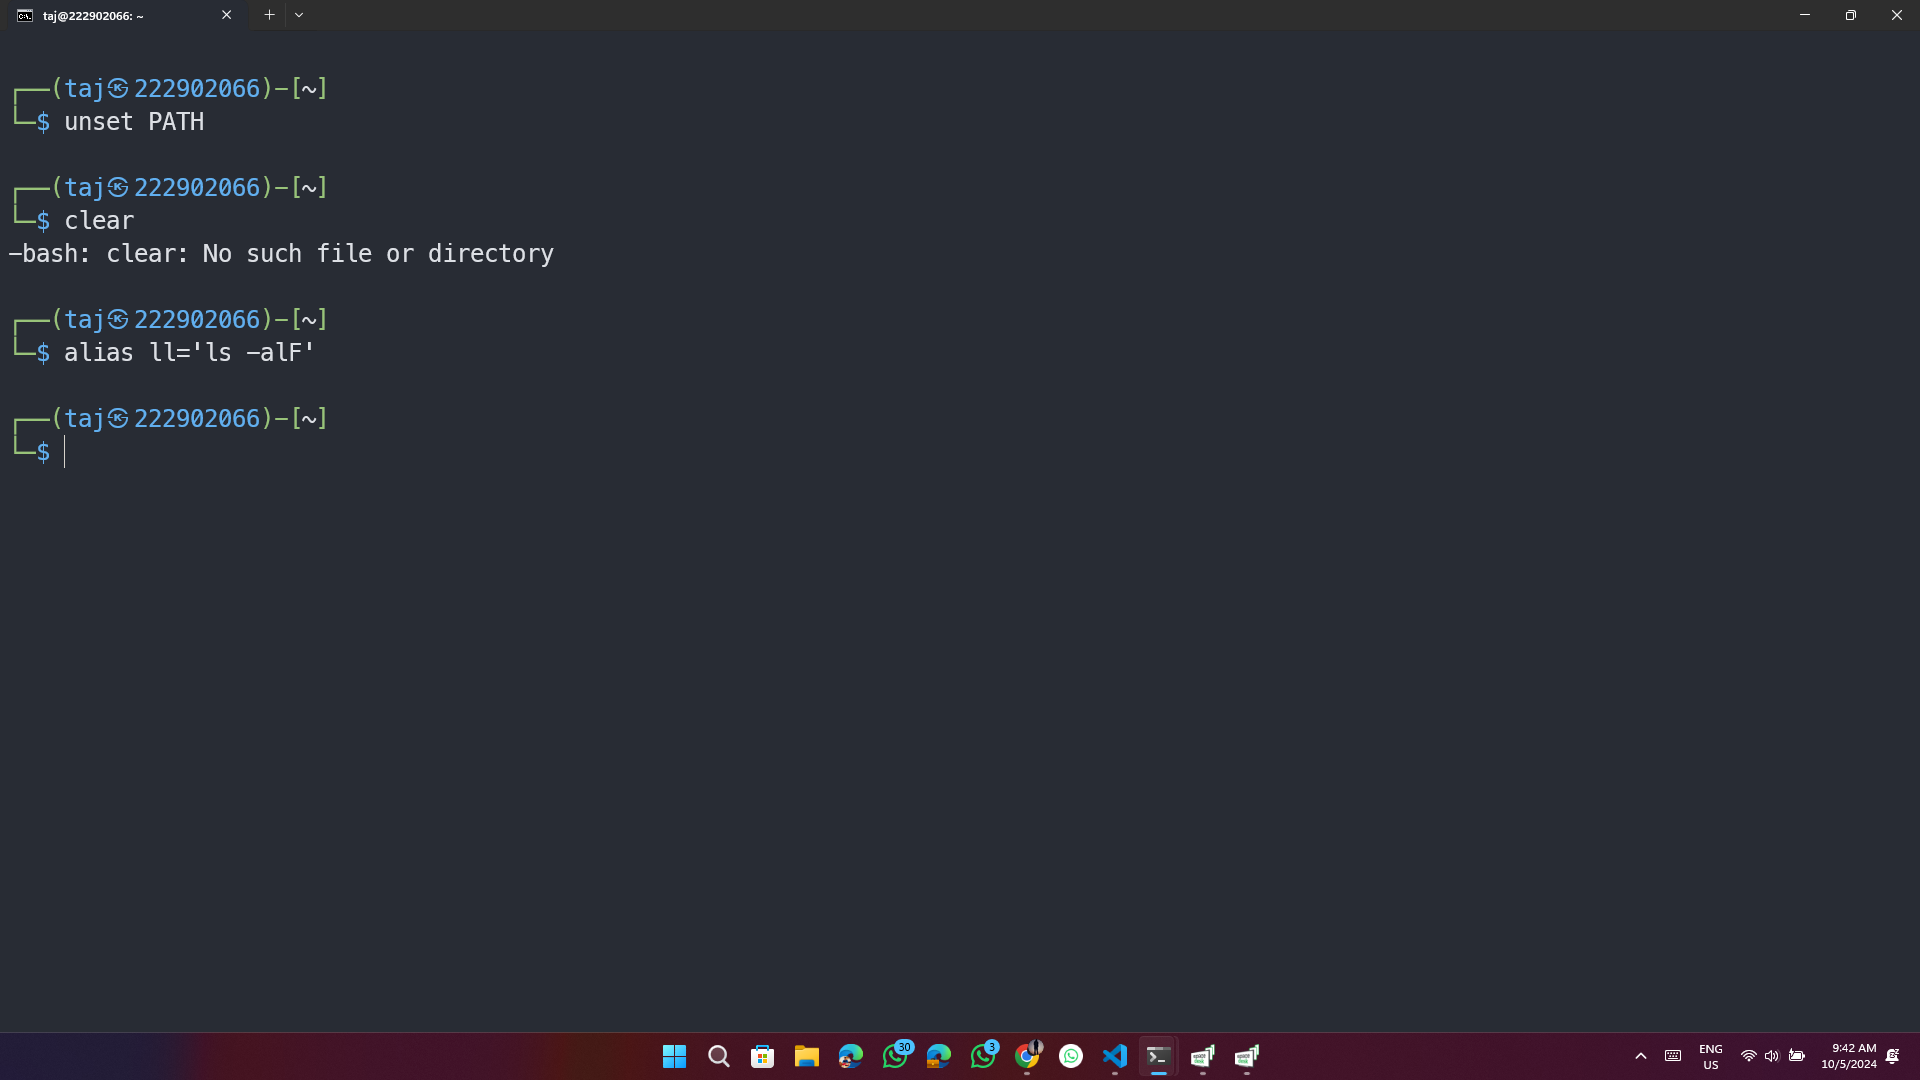 taj@222902066: ~
┌──(taj㉿222902066)-[~]
└─$ unset PATH
┌──(taj㉿222902066)-[~]
└─$ clear
-bash: clear: No such file or directory
┌──(taj㉿222902066)-[~]
└─$ alias ll='ls -alF'
┌──(taj㉿222902066)-[~]
└─$
30
3
ENG
US
9:42 AM
10/5/2024